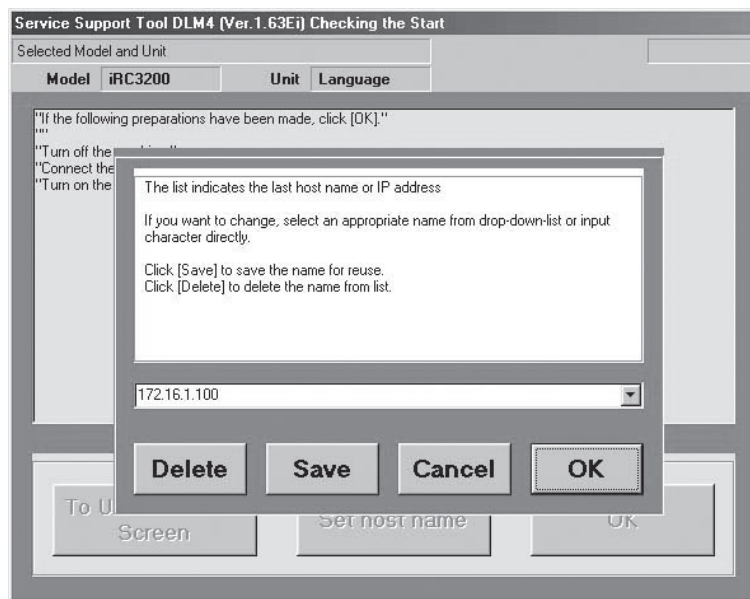 Service Support Tool DLM4 (Ver.1.63Ei) Checking the Start
Selected Model and Unit
Model iRC3200 Unit Language
"If the following preparations have been made, click [OK]."
""
"Turn off the
"Connect the
"Turn on the
The list indicates the last host name or IP address
If you want to change, select an appropriate name from drop-down-list or input
character directly.
Click [Save] to save the name for reuse.
Click [Delete] to delete the name from list.
172.16.1.100
Delete Save Cancel OK
To U
Screen
Set host name
OK